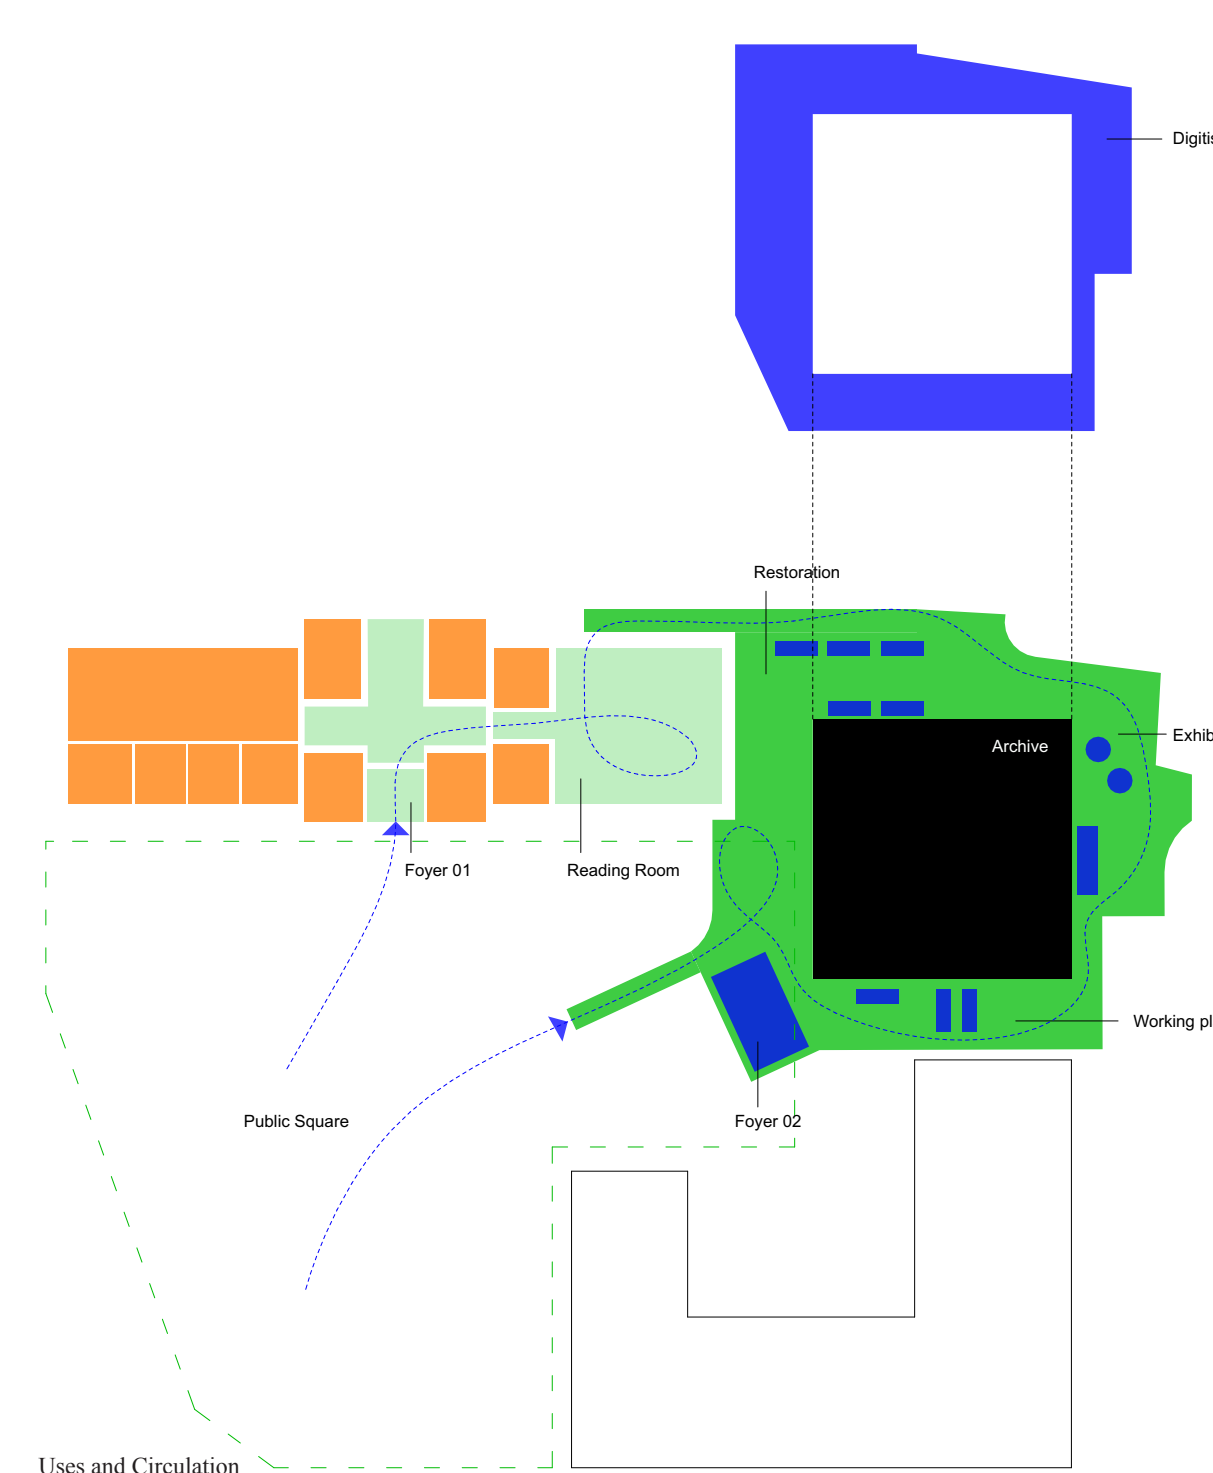 Digitis
Restoration
Archive
Exhib
Foyer 01
Reading Room
Working pl
Public Square
Foyer 02
Uses and Circulation